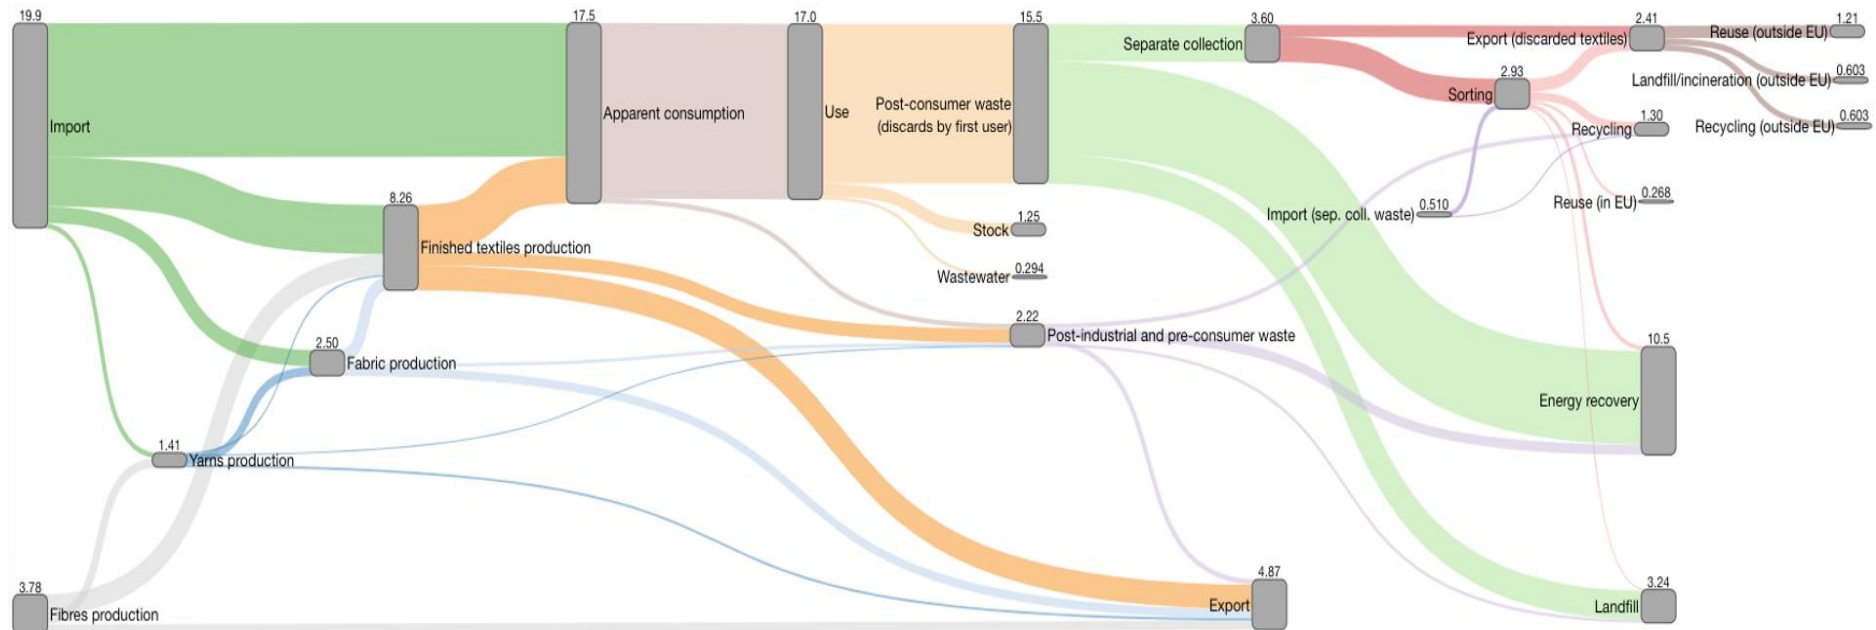 19.9
Import
17.5
Apparent consumption
17.0
Use
15.5
Post-consumer waste
(discards by first user)
3.60
Separate collection
2.41
Export (discarded textiles)
1.21
Reuse (outside EU)
0.603
Landfill/incineration (outside EU)
0.603
Recycling (outside EU)
2.93
Sorting
1.30
Recycling
0.268
Reuse (in EU)
0.510
Import (sep. coll. waste)
8.26
Finished textiles production
1.25
Stock
0.294
Wastewater
2.22
Post-industrial and pre-consumer waste
2.50
Fabric production
10.5
Energy recovery
1.41
Yarns production
3.78
Fibres production
4.87
Export
3.24
Landfill